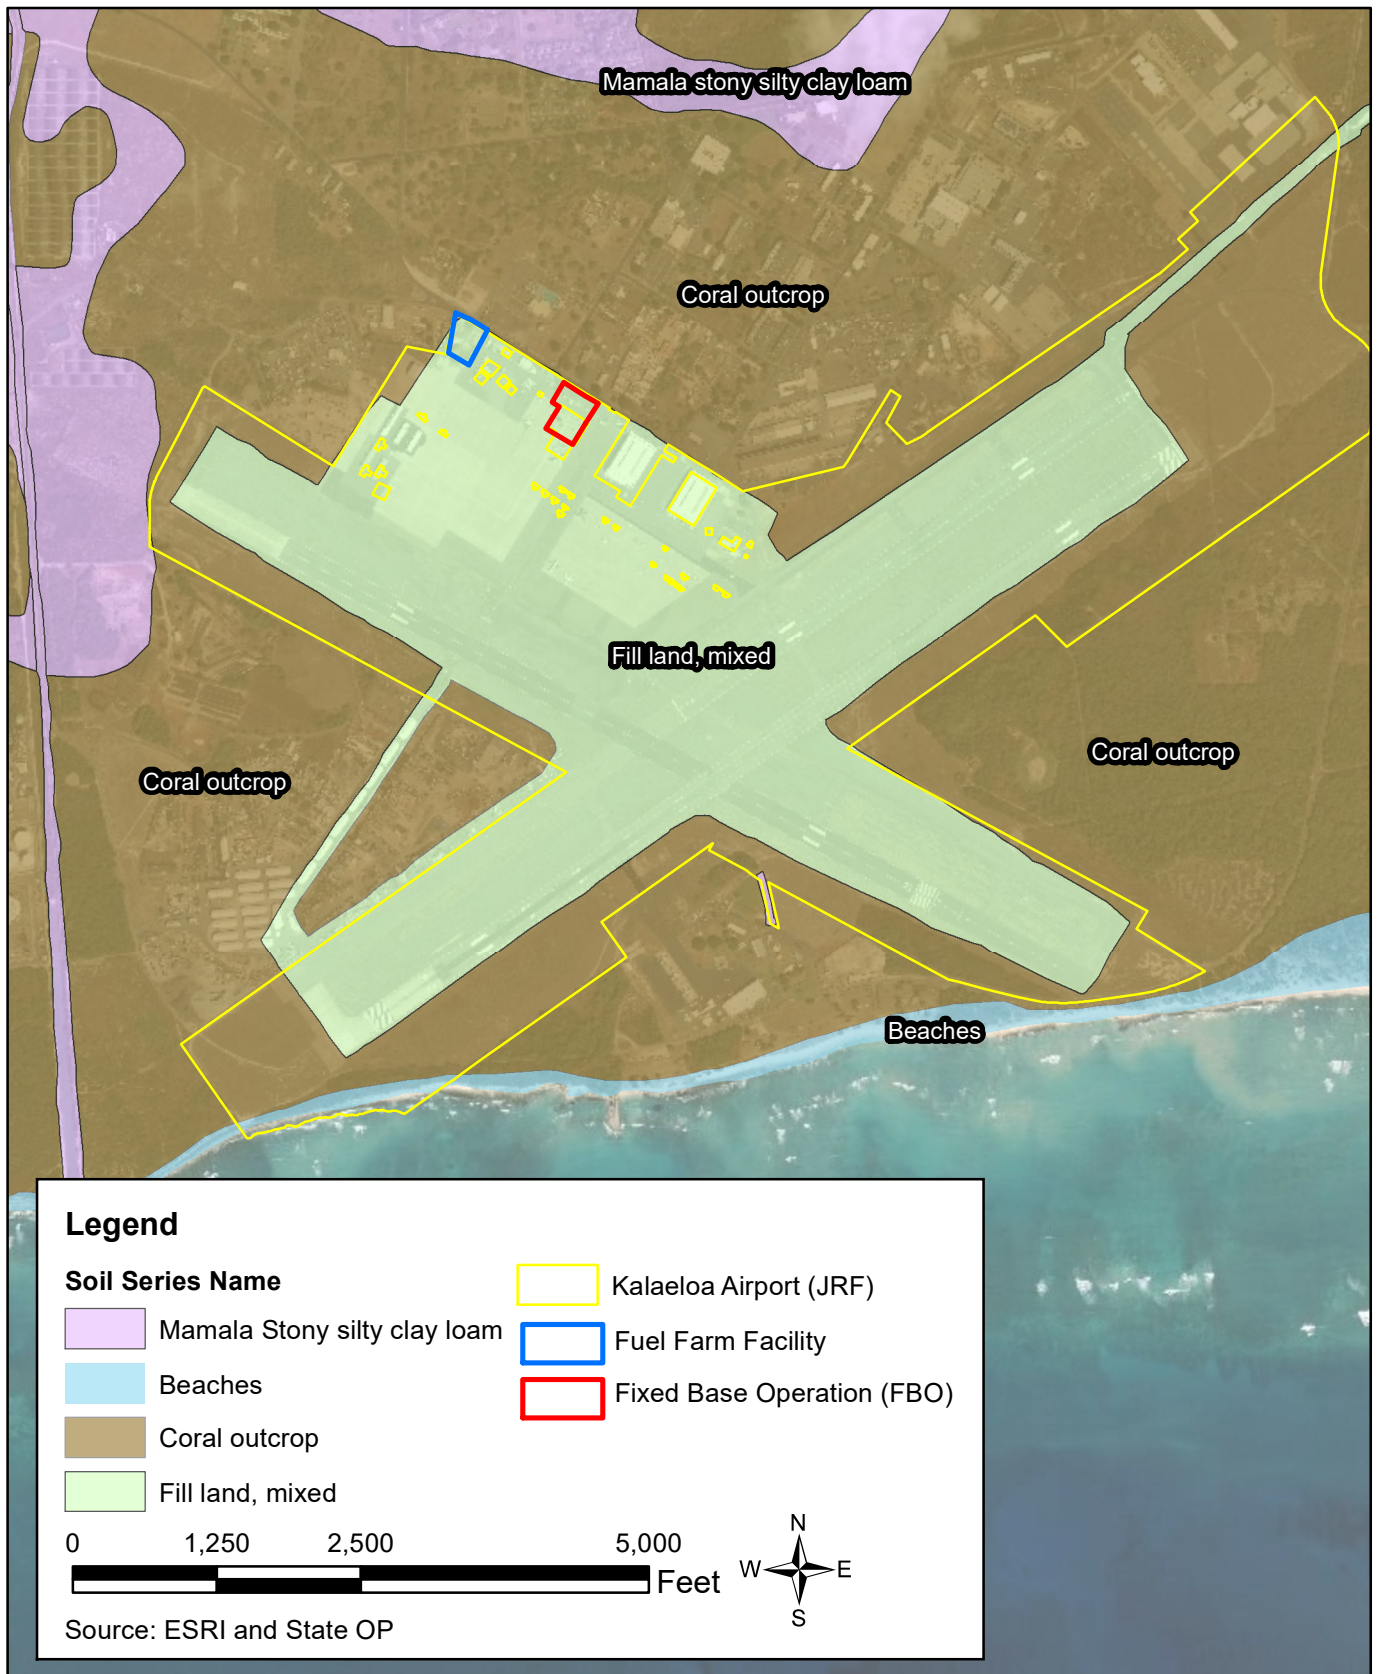 Mamala stony silty clay loam
Coral outcrop
Fill land, mixed
Coral outcrop
Coral outcrop
Beaches
Legend
Soil Series Name
Mamala Stony silty clay loam
Beaches
Coral outcrop
Fill land, mixed
Kalaeloa Airport (JRF)
Fuel Farm Facility
Fixed Base Operation (FBO)
0 1,250 2,500 5,000
Feet
N
W E
S
Source: ESRI and State OP